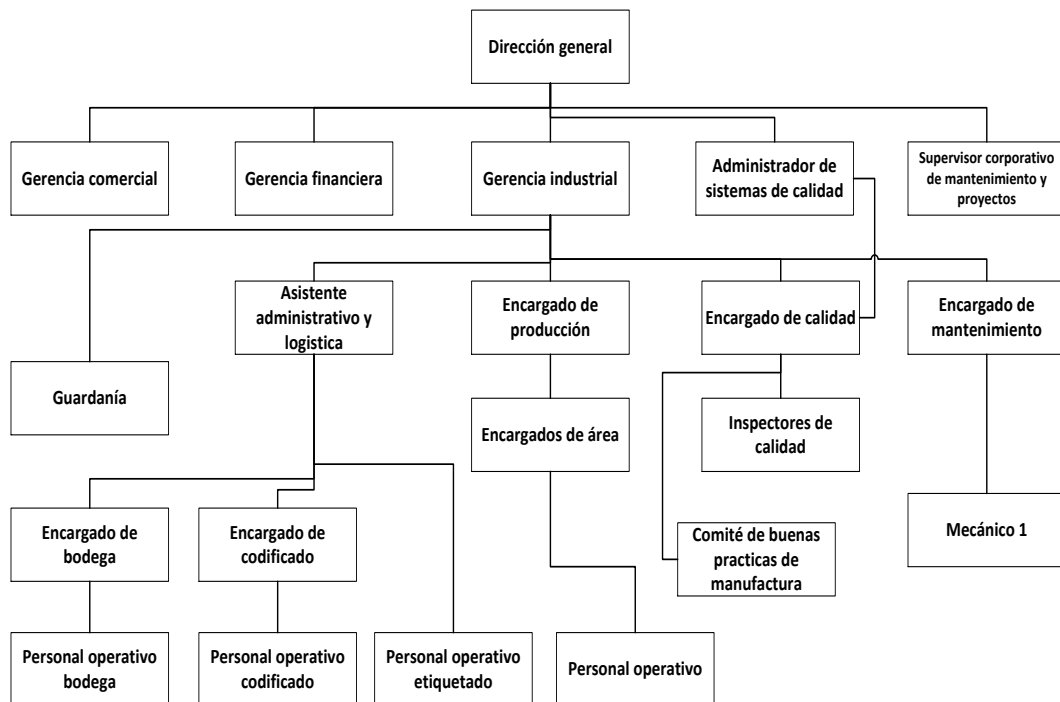 Dirección general
Gerencia comercial
Gerencia financiera
Gerencia industrial
Administrador de
sistemas de calidad
Supervisor corporativo
de mantenimiento y
proyectos
Asistente
administrativo y
logistica
Encargado de
producción
Encargado de calidad
Encargado de
mantenimiento
Guardanía
Encargados de área
Inspectores de
calidad
Encargado de
bodega
Encargado de
codificado
Comité de buenas
practicas de
manufactura
Mecánico 1
Personal operativo
bodega
Personal operativo
codificado
Personal operativo
etiquetado
Personal operativo